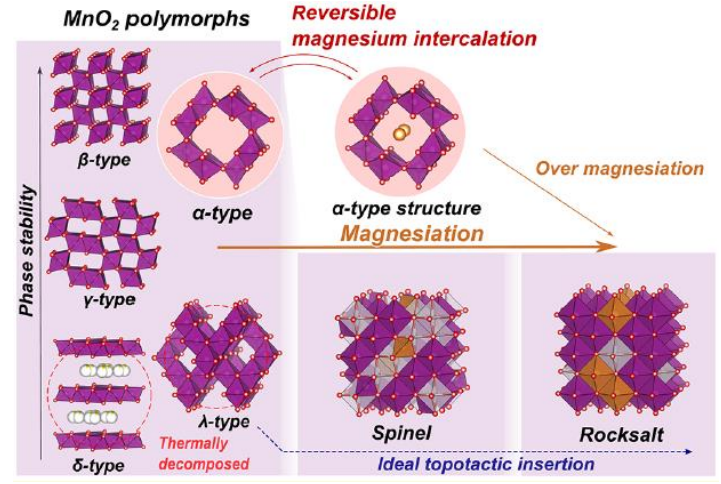 MnO2 polymorphs
Reversible
magnesium intercalation
Phase stability
β-type
α-type
α-type structure
Over magnesiation
Magnesiation
γ-type
λ-type
δ-type
Thermally
decomposed
Spinel
Rocksalt
Ideal topotactic insertion